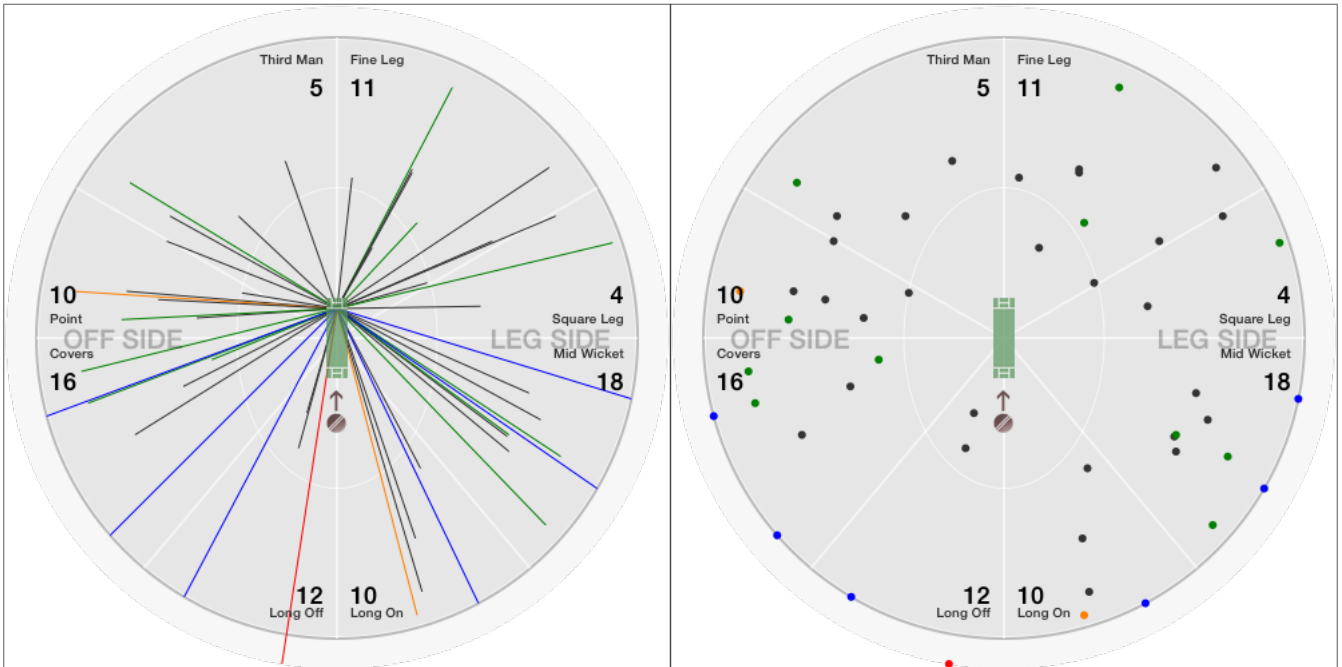 Third Man
Fine Leg
5
11
10
Point
OFF SIDE
Covers
16
4
Square Leg
LEG SIDE
Mid Wicket
18
12
Long Off
10
Long On
Third Man
Fine Leg
5
11
10
Point
OFF SIDE
Covers
16
4
Square Leg
LEG SIDE
Mid Wicket
18
12
Long Off
10
Long On